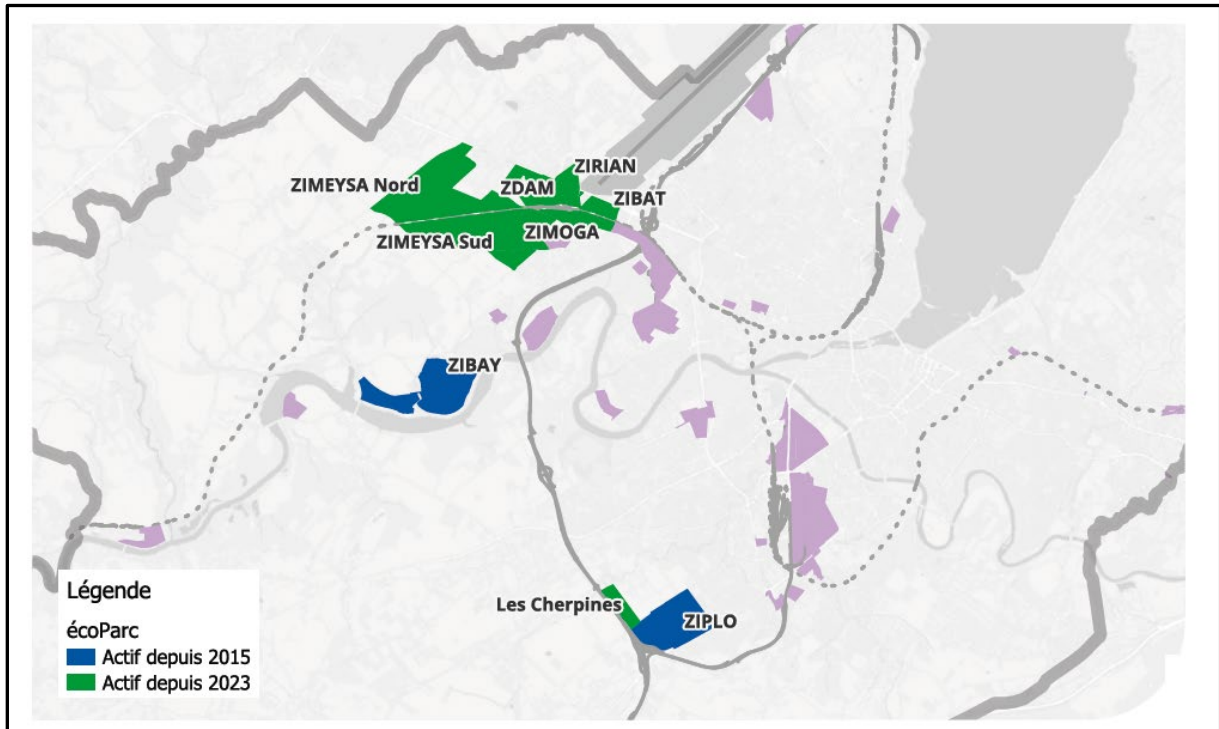 ZIRIAN
ZIMEYSA Nord
ZDAM
ZIBAT
ZIMOGA
ZIMEYSA Sud
ZIBAY
Les Cherpines
ZIPLO
Légende
écoParc
Actif depuis 2015
Actif depuis 2023